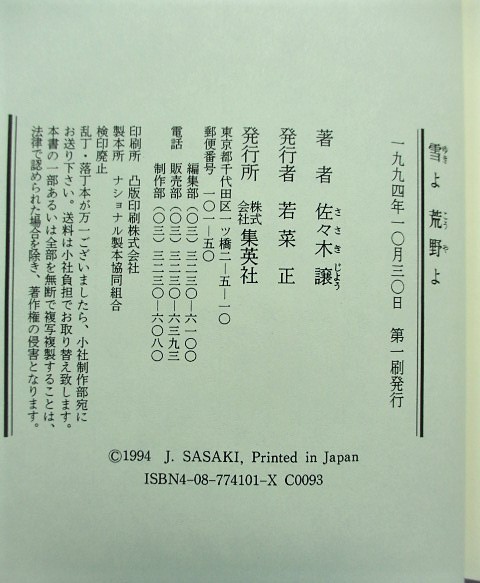 雪よ 荒野よ
ゆき こうや
一九九四年一〇月三〇日 第一刷発行
著者 佐々木譲
ささきじょう
発行者 若菜 正
発行所 株式会社 集英社
東京都千代田区一ツ橋二—五—一〇
郵便番号 一〇一—五〇
編集部(〇三)三二三〇—六一〇〇
電話 販売部(〇三)三二三〇—六三九三
制作部(〇三)三二三〇—六〇八〇
印刷所 凸版印刷株式会社
製本所 ナショナル製本協同組合
検印廃止
乱丁・落丁本が万一ございましたら、小社制作部宛に
お送り下さい。送料は小社負担でお取り替え致します。
本書の一部あるいは全部を無断で複写複製することは、
法律で認められた場合を除き、著作権の侵害となります。
©1994 J. SASAKI, Printed in Japan
ISBN4-08-774101-X C0093